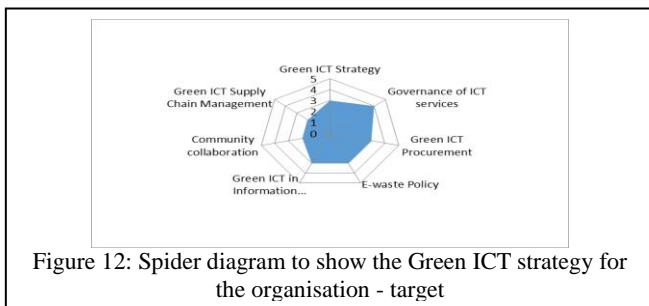 Green ICT Strategy
5
4
3
2
1
0
Governance of ICT
services
Green ICT
Procurement
E-waste Policy
Green ICT in
Information...
Community
collaboration
Green ICT Supply
Chain Management
Figure 12: Spider diagram to show the Green ICT strategy for
the organisation - target